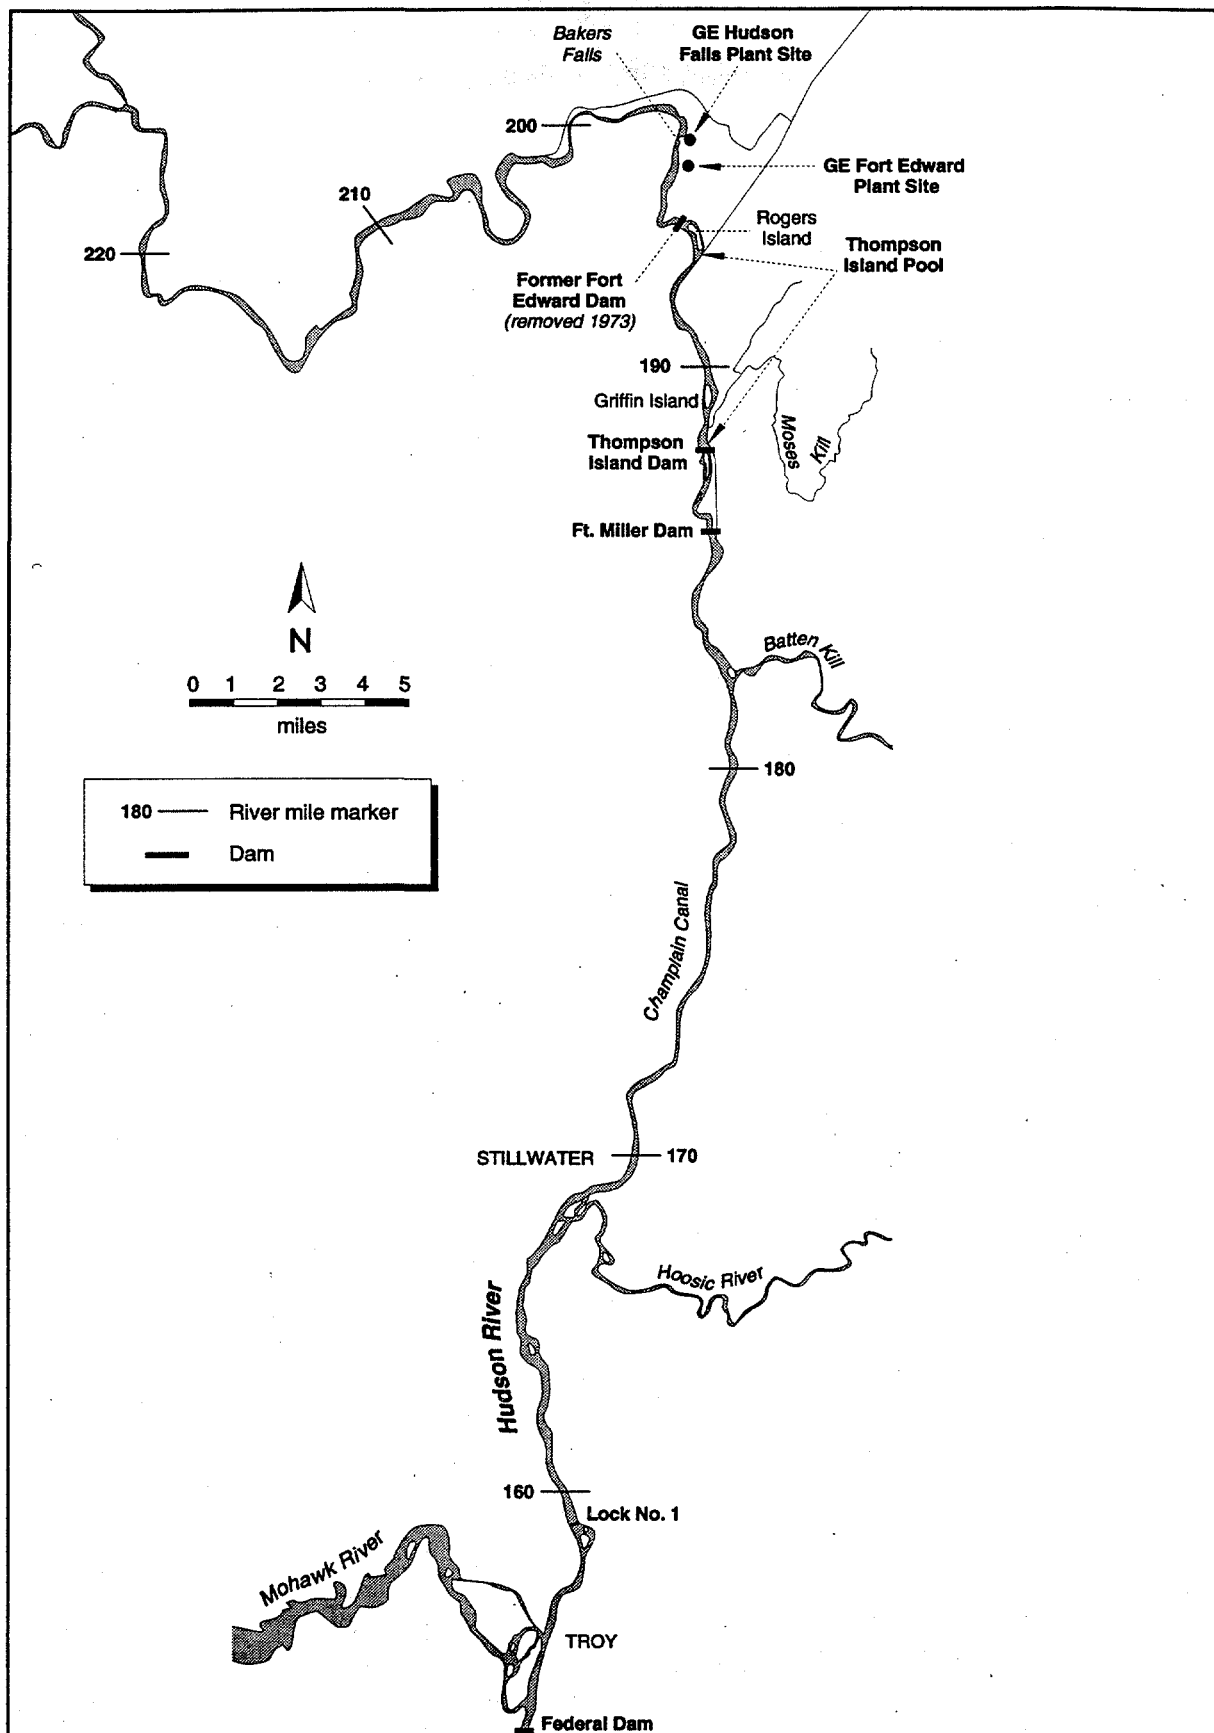 Bakers
Falls
GE Hudson
Falls Plant Site
200
GE Fort Edward
Plant Site
210
Rogers
Island
220
Thompson
Island Pool
Former Fort
Edward Dam
(removed 1973)
190
Griffin Island
Moses Kill
Thompson
Island Dam
Ft. Miller Dam
N
Batten Kill
0 1 2 3 4 5
miles
180
180 River mile marker
Dam
Champlain Canal
STILLWATER
170
Hoosic River
Hudson River
160
Lock No. 1
Mohawk River
TROY
Federal Dam